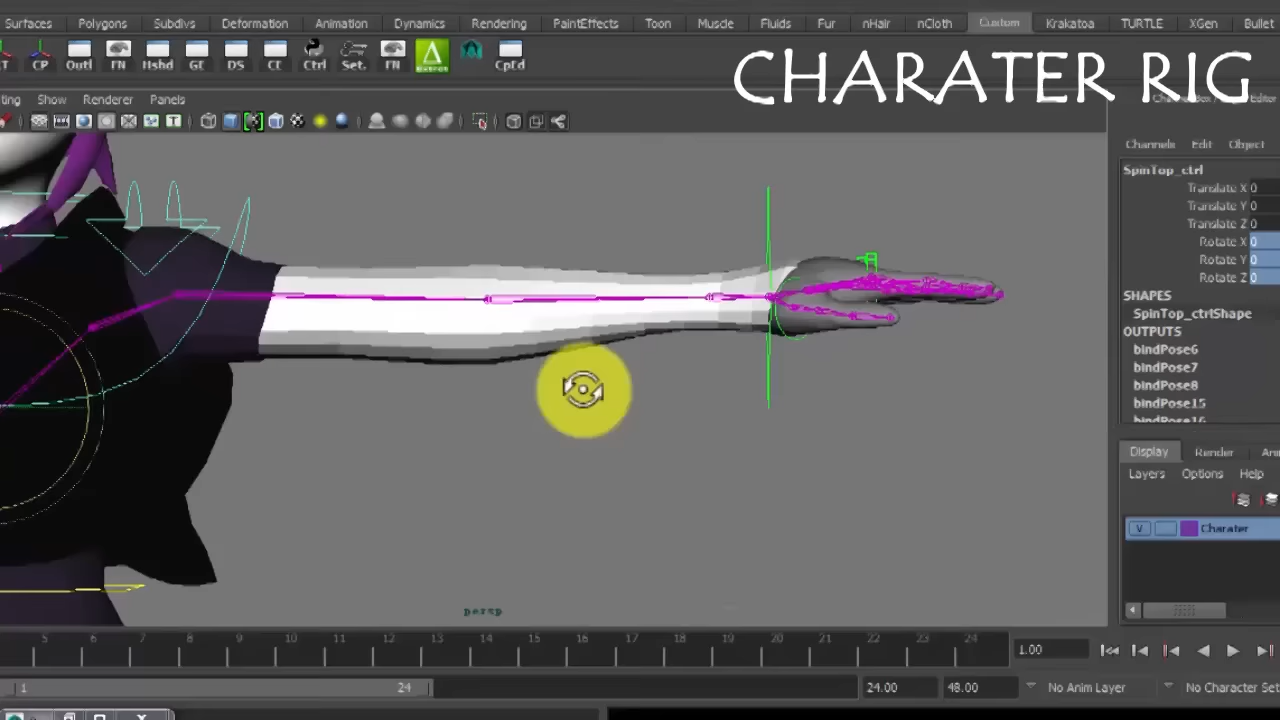 Surfaces Polygons Subdivs Deformation Animation Dynamics Rendering PaintEffects Toon Muscle Fluids Fur nHair nCloth Custom Krakatoa TURTLE XGen Bullet
CP Outl FN Hshd GE DS CE Ctrl Set. FN CpEd
CHARATER RIG
ting Show Renderer Panels
Channels Edit Object
SpinTop_ctrl
Translate X 0
Translate Y 0
Translate Z 0
Rotate X 0
Rotate Y 0
Rotate Z 0
SHAPES
SpinTop_ctrlShape
OUTPUTS
bindPose6
bindPose7
bindPose8
bindPose15
bindPose16
Display Render Ani
Layers Options Help
V Charater
persp
5 6 7 8 9 10 11 12 13 14 15 16 17 18 19 20 21 22 23 24 1.00
1 24 24.00 48.00 No Anim Layer No Character Set